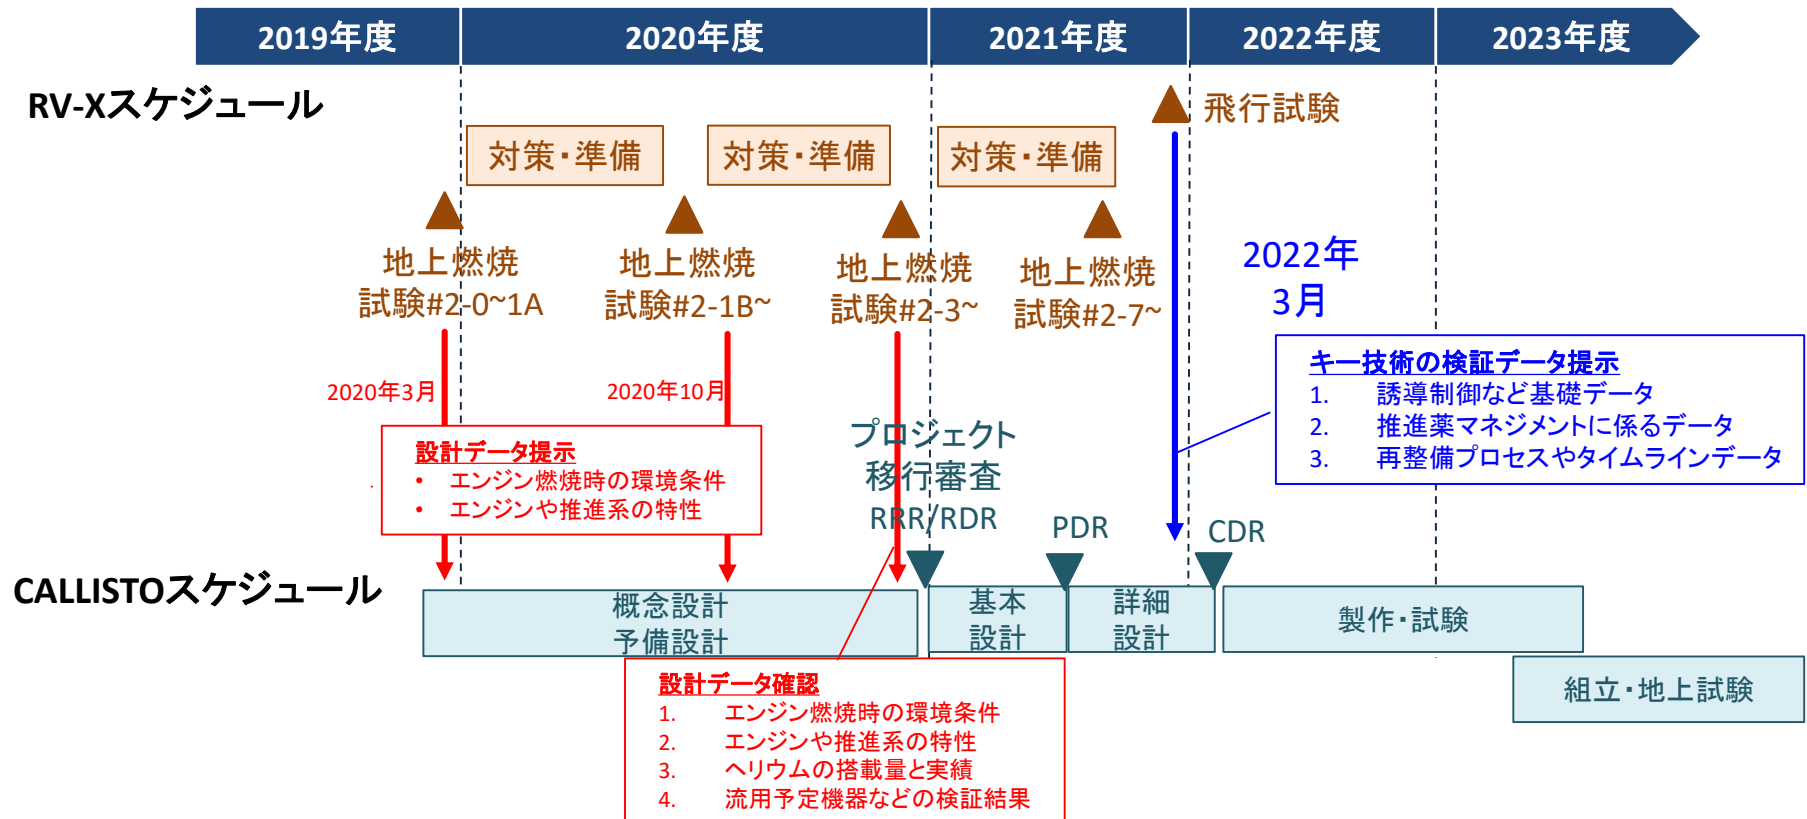 2019年度
2020年度
2021年度
2022年度
2023年度
RV-Xスケジュール
飛行試験
対策・準備
対策・準備
対策・準備
地上燃焼
試験#2-0~1A
地上燃焼
試験#2-1B~
地上燃焼
試験#2-3~
地上燃焼
試験#2-7~
2022年
3月
2020年3月
2020年10月
キー技術の検証データ提示
1. 誘導制御など基礎データ
2. 推進薬マネジメントに係るデータ
3. 再整備プロセスやタイムラインデータ
設計データ提示
• エンジン燃焼時の環境条件
• エンジンや推進系の特性
プロジェクト
移行審査
RRR/RDR
PDR
CDR
CALLISTOスケジュール
概念設計
予備設計
基本
設計
詳細
設計
製作・試験
組立・地上試験
設計データ確認
1. エンジン燃焼時の環境条件
2. エンジンや推進系の特性
3. ヘリウムの搭載量と実績
4. 流用予定機器などの検証結果